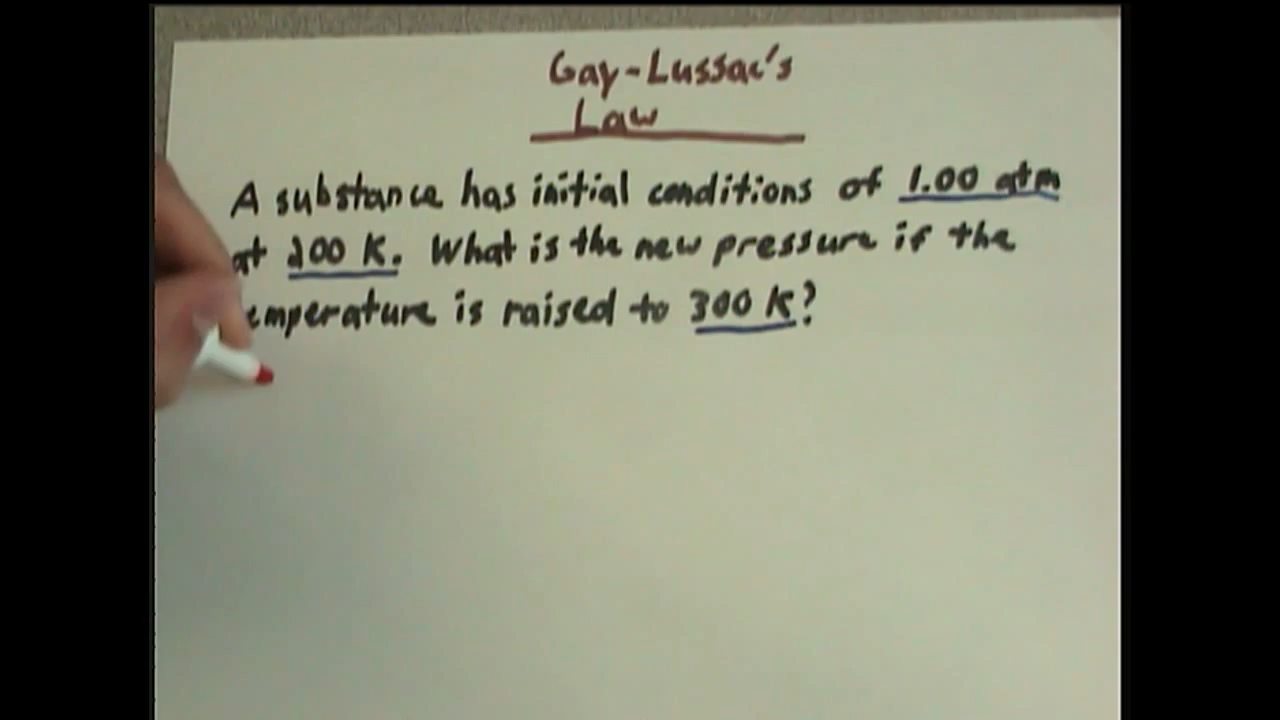 Gay-Lussac's
Law
A substance has initial conditions of 1.00 atm
at 200 K. What is the new pressure if the
emperature is raised to 300 K?